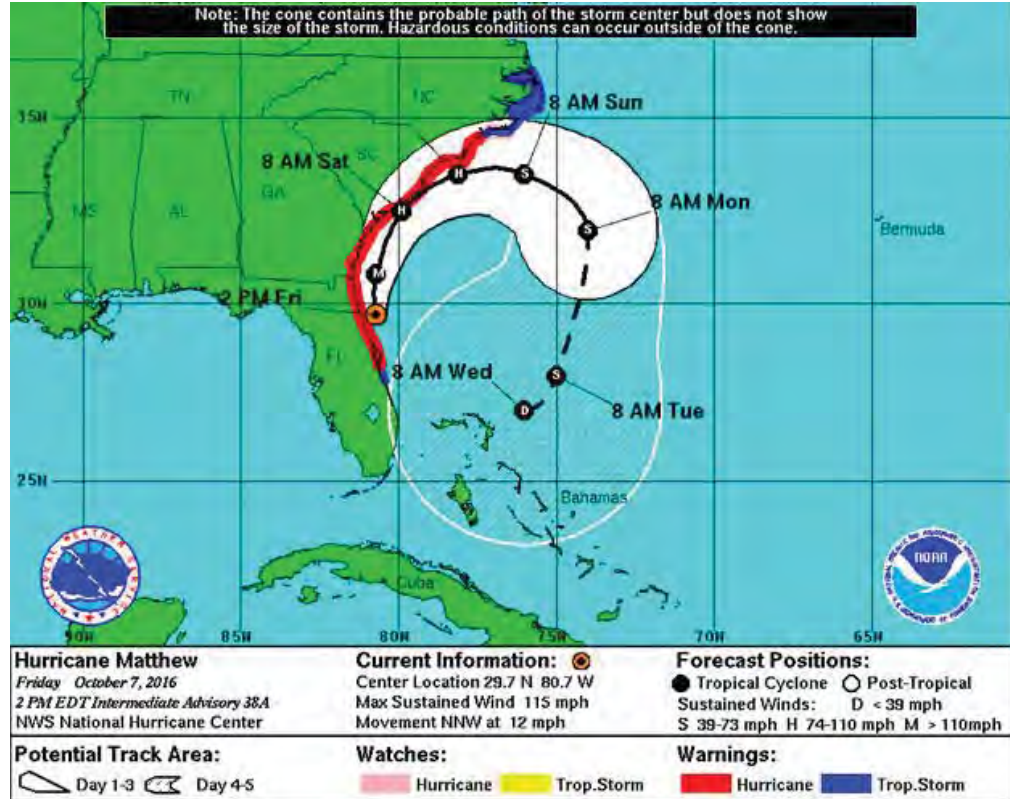 Note: The cone contains the probable path of the storm center but does not show
the size of the storm. Hazardous conditions can occur outside of the cone.
TN
NC
35N
8 AM Sun
8 AM Sat
SC
GA
8 AM Mon
MS
AL
Bermuda
H
S
H
S
M
2 PM Fri
30N
FL
8 AM Wed
S
D
8 AM Tue
25N
Bahamas
NOAA
Cuba
90W
85W
80W
75W
70W
65W
Hurricane Matthew
Friday October 7, 2016
2 PM EDT Intermediate Advisory 38A
NWS National Hurricane Center
Current Information:
Center Location 29.7 N 80.7 W
Max Sustained Wind 115 mph
Movement NNW at 12 mph
Forecast Positions:
Tropical Cyclone Post-Tropical
Sustained Winds: D < 39 mph
S 39-73 mph H 74-110 mph M > 110mph
Potential Track Area:
Day 1-3 Day 4-5
Watches:
Hurricane Trop.Storm
Warnings:
Hurricane Trop.Storm